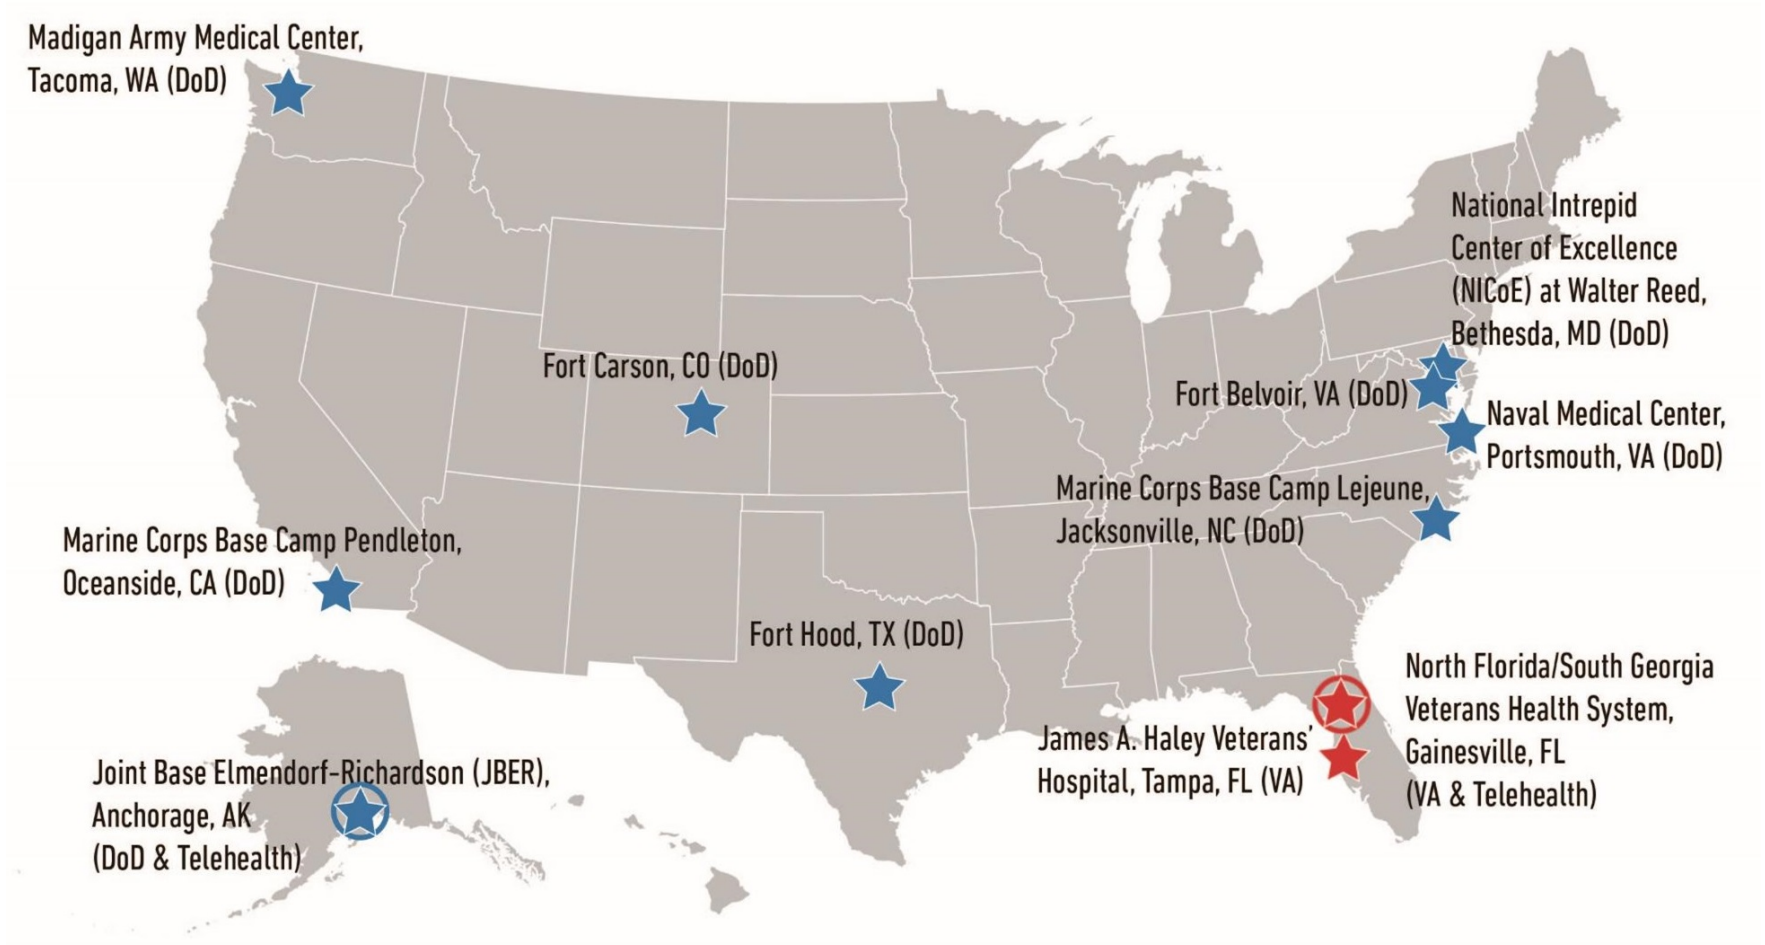 Madigan Army Medical Center,
Tacoma, WA (DoD)
National Intrepid
Center of Excellence
(NICoE) at Walter Reed,
Bethesda, MD (DoD)
Fort Carson, CO (DoD)
Fort Belvoir, VA (DoD)
Naval Medical Center,
Portsmouth, VA (DoD)
Marine Corps Base Camp Lejeune,
Jacksonville, NC (DoD)
Marine Corps Base Camp Pendleton,
Oceanside, CA (DoD)
Fort Hood, TX (DoD)
North Florida/South Georgia
Veterans Health System,
Gainesville, FL
(VA & Telehealth)
James A. Haley Veterans’
Hospital, Tampa, FL (VA)
Joint Base Elmendorf-Richardson (JBER),
Anchorage, AK
(DoD & Telehealth)